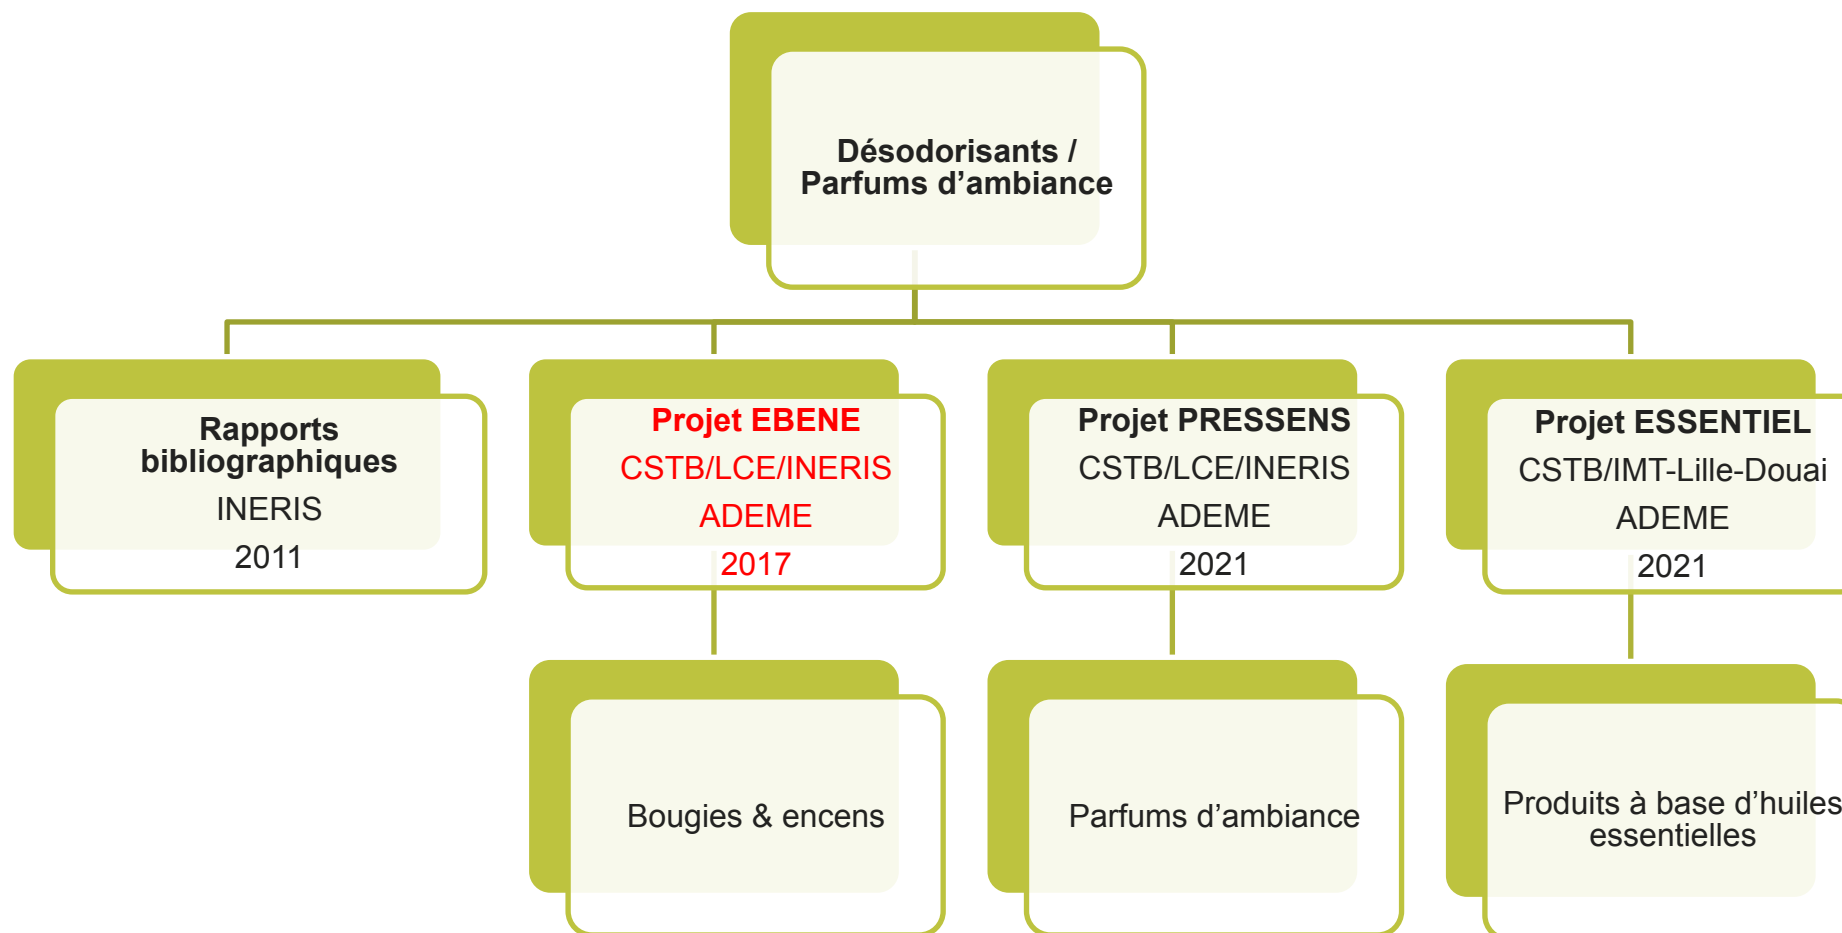 Désodorisants /
Parfums d’ambiance
Rapports
bibliographiques
INERIS
2011
Projet EBENE
CSTB/LCE/INERIS
ADEME
2017
Projet PRESSENS
CSTB/LCE/INERIS
ADEME
2021
Projet ESSENTIEL
CSTB/IMT-Lille-Douai
ADEME
2021
Bougies & encens
Parfums d’ambiance
Produits à base d’huiles
essentielles